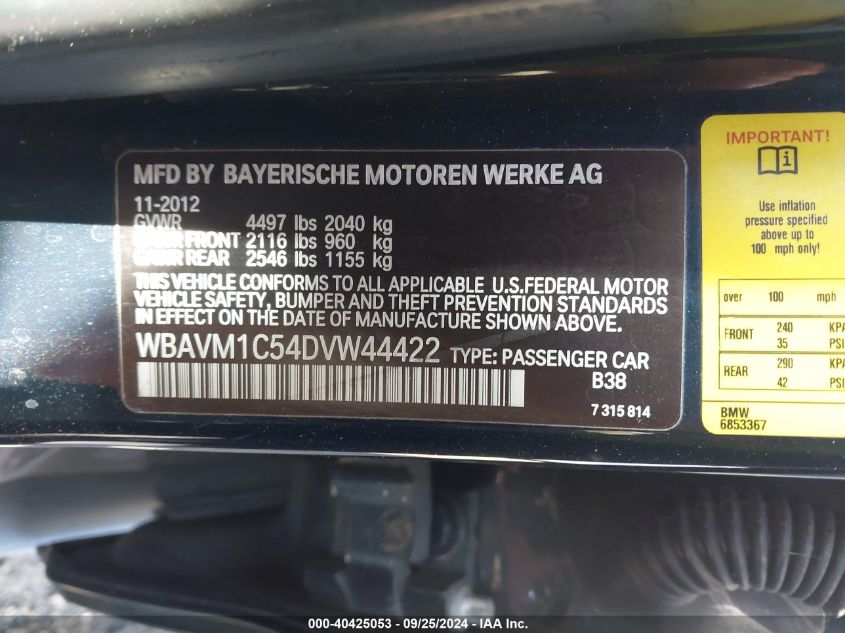 MFD BY BAYERISCHE MOTOREN WERKE AG
11-2012
GVWR 4497 lbs 2040 kg
GAWR FRONT 2116 lbs 960 kg
GAWR REAR 2546 lbs 1155 kg
THIS VEHICLE CONFORMS TO ALL APPLICABLE U.S.FEDERAL MOTOR
VEHICLE SAFETY, BUMPER AND THEFT PREVENTION STANDARDS
IN EFFECT ON THE DATE OF MANUFACTURE SHOWN ABOVE.
WBAVM1C54DVW44422 TYPE: PASSENGER CAR
B38
7 315 814
IMPORTANT!
i
Use inflation
pressure specified
above up to
100 mph only!
over 100 mph
FRONT 240 KPA
35 PSI
REAR 290 KPA
42 PSI
BMW
6853367
000-40425053 - 09/25/2024 - IAA Inc.